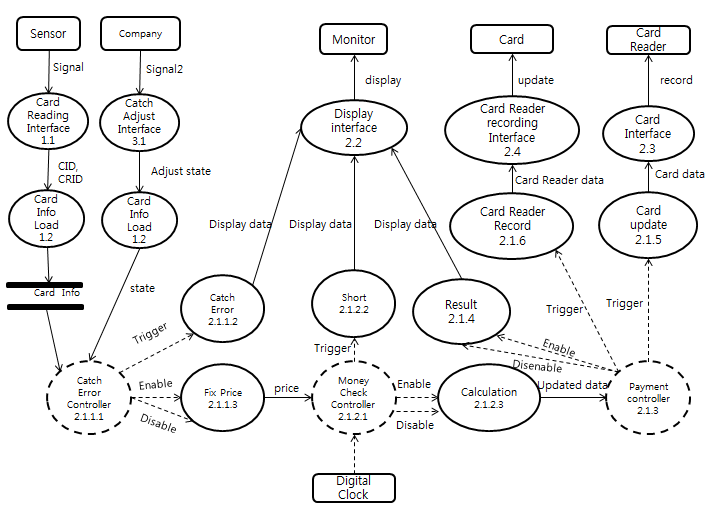 Sensor
Company
Monitor
Card
Card
Reader
Signal
Signal2
display
update
record
Card
Reading
Interface
1.1
Catch
Adjust
Interface
3.1
Display
interface
2.2
Card Reader
recording
Interface
2.4
Card
Interface
2.3
CID,
CRID
Adjust state
Card Reader data
Card data
Card
Info
Load
1.2
Card
Info
Load
1.2
Display data
Display data
Display data
Card Reader
Record
2.1.6
Card
update
2.1.5
Card Info
state
Catch
Error
2.1.1.2
Short
2.1.2.2
Result
2.1.4
Trigger
Trigger
Trigger
Trigger
Enable
Disenable
Catch
Error
Controller
2.1.1.1
Enable
Disable
Fix Price
2.1.1.3
price
Money
Check
Controller
2.1.2.1
Enable
Disable
Calculation
2.1.2.3
Updated data
Payment
controller
2.1.3
Digital
Clock